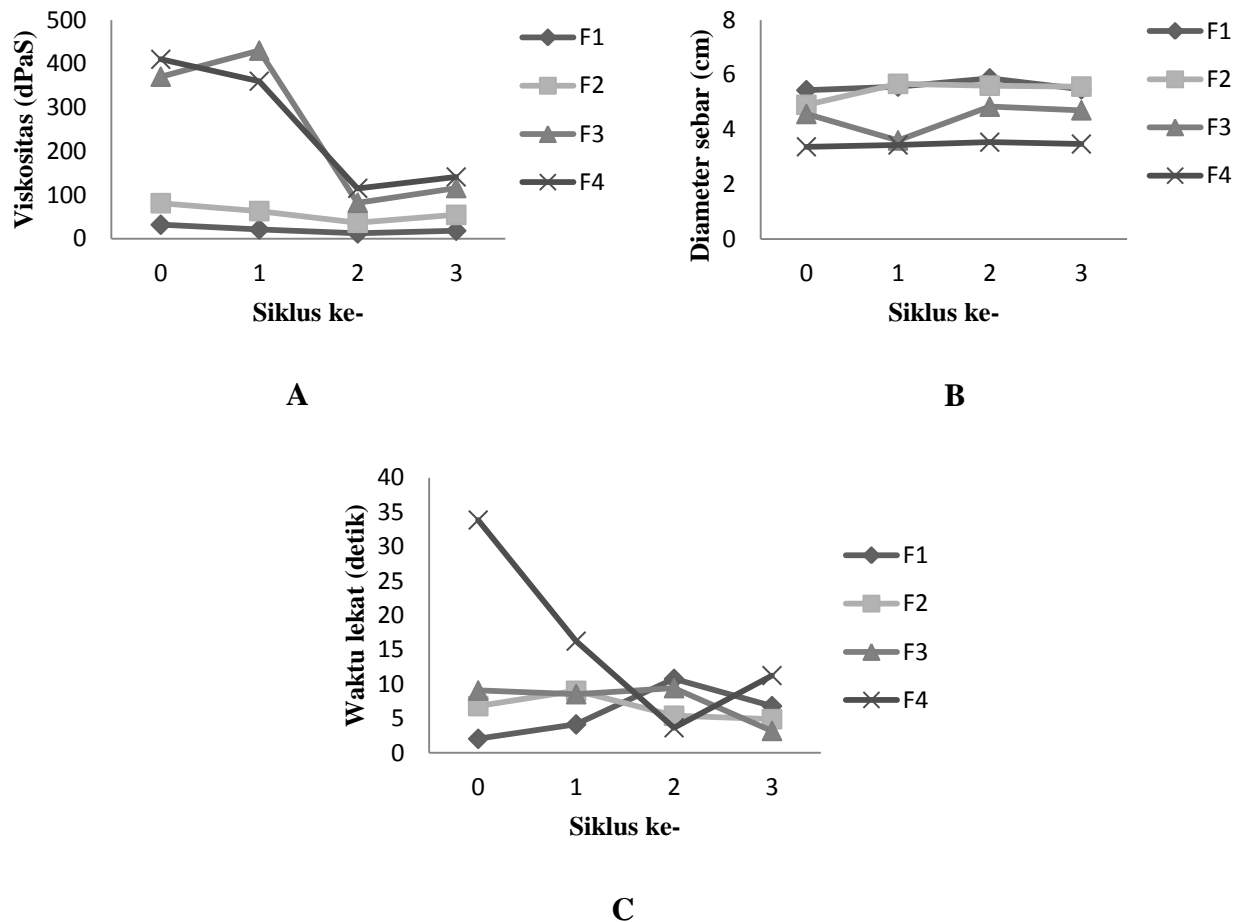 Viskositas (dPaS)
500
400
300
200
100
0
0 1 2 3
Siklus ke-
F1
F2
F3
F4
A
Diameter sebar (cm)
8
6
4
2
0
0 1 2 3
Siklus ke-
F1
F2
F3
F4
B
Waktu lekat (detik)
40
35
30
25
20
15
10
5
0
0 1 2 3
Siklus ke-
F1
F2
F3
F4
C